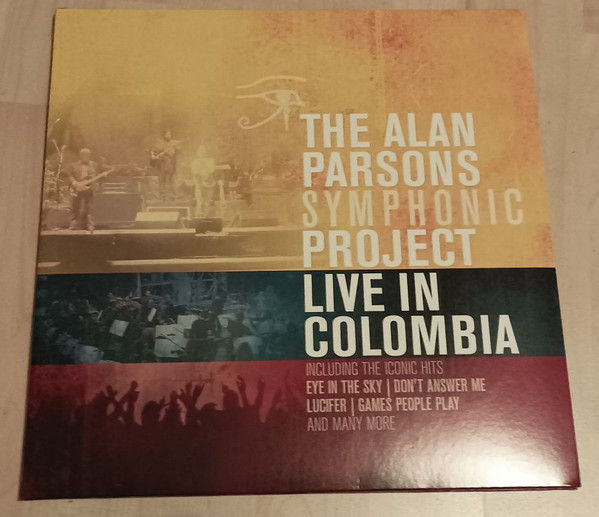 THE ALAN
PARSONS
SYMPHONIC
PROJECT
LIVE IN
COLOMBIA
INCLUDING THE ICONIC HITS
EYE IN THE SKY | DON'T ANSWER ME
LUCIFER | GAMES PEOPLE PLAY
AND MANY MORE